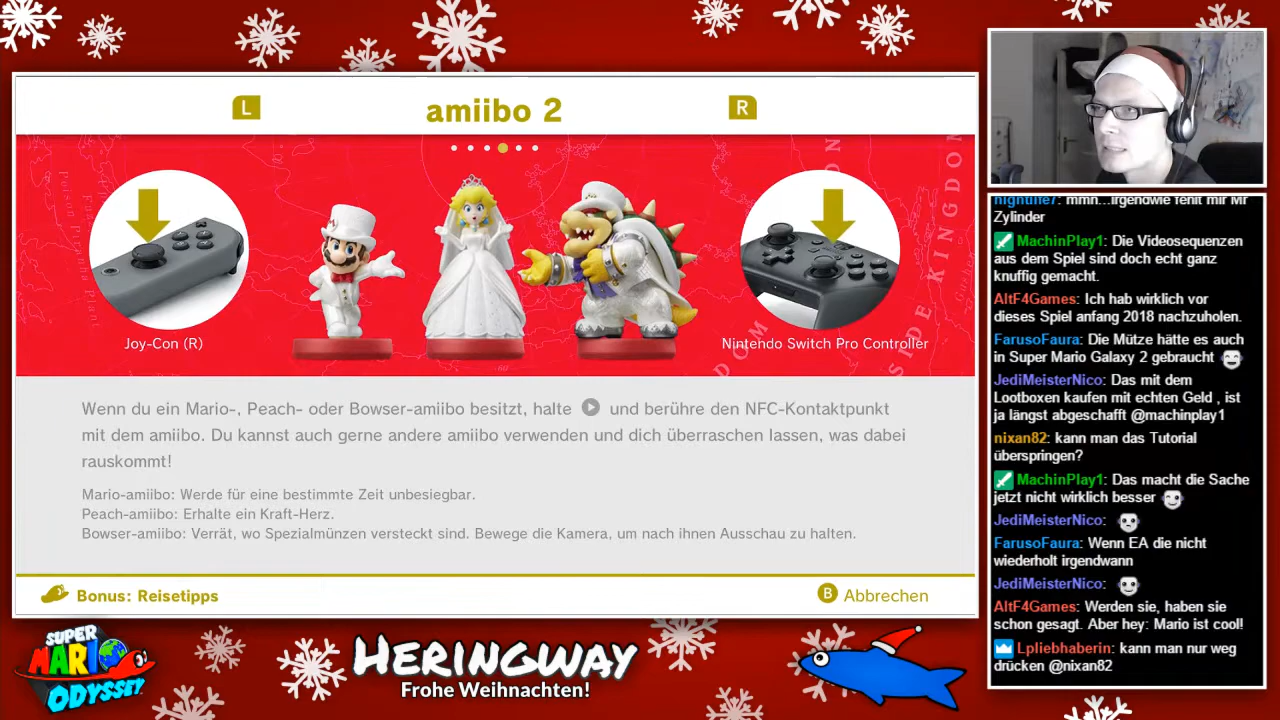 L
amiibo 2
R
Joy-Con (R)
Nintendo Switch Pro Controller
SIDE KINGDOM
Wenn du ein Mario-, Peach- oder Bowser-amiibo besitzt, halte und berühre den NFC-Kontaktpunkt
mit dem amiibo. Du kannst auch gerne andere amiibo verwenden und dich überraschen lassen, was dabei
rauskommt!
Mario-amiibo: Werde für eine bestimmte Zeit unbesiegbar.
Peach-amiibo: Erhalte ein Kraft-Herz.
Bowser-amiibo: Verrät, wo Spezialmünzen versteckt sind. Bewege die Kamera, um nach ihnen Ausschau zu halten.
Bonus: Reisetipps
B Abbrechen
SUPER
MARIO
ODYSSEY
HERINGWAY
Frohe Weihnachten!
nightlife7: mmh...irgendwie fehlt mir Mr
Zylinder
MachinPlay1: Die Videosequenzen
aus dem Spiel sind doch echt ganz
knuffig gemacht.
AltF4Games: Ich hab wirklich vor
dieses Spiel anfang 2018 nachzuholen.
FarusoFaura: Die Mütze hätte es auch
in Super Mario Galaxy 2 gebraucht
JediMeisterNico: Das mit dem
Lootboxen kaufen mit echten Geld , ist
ja längst abgeschafft @machinplay1
nixan82: kann man das Tutorial
überspringen?
MachinPlay1: Das macht die Sache
jetzt nicht wirklich besser
JediMeisterNico:
FarusoFaura: Wenn EA die nicht
wiederholt irgendwann
JediMeisterNico:
AltF4Games: Werden sie, haben sie
schon gesagt. Aber hey: Mario ist cool!
Lpliebhaberin: kann man nur weg
drücken @nixan82